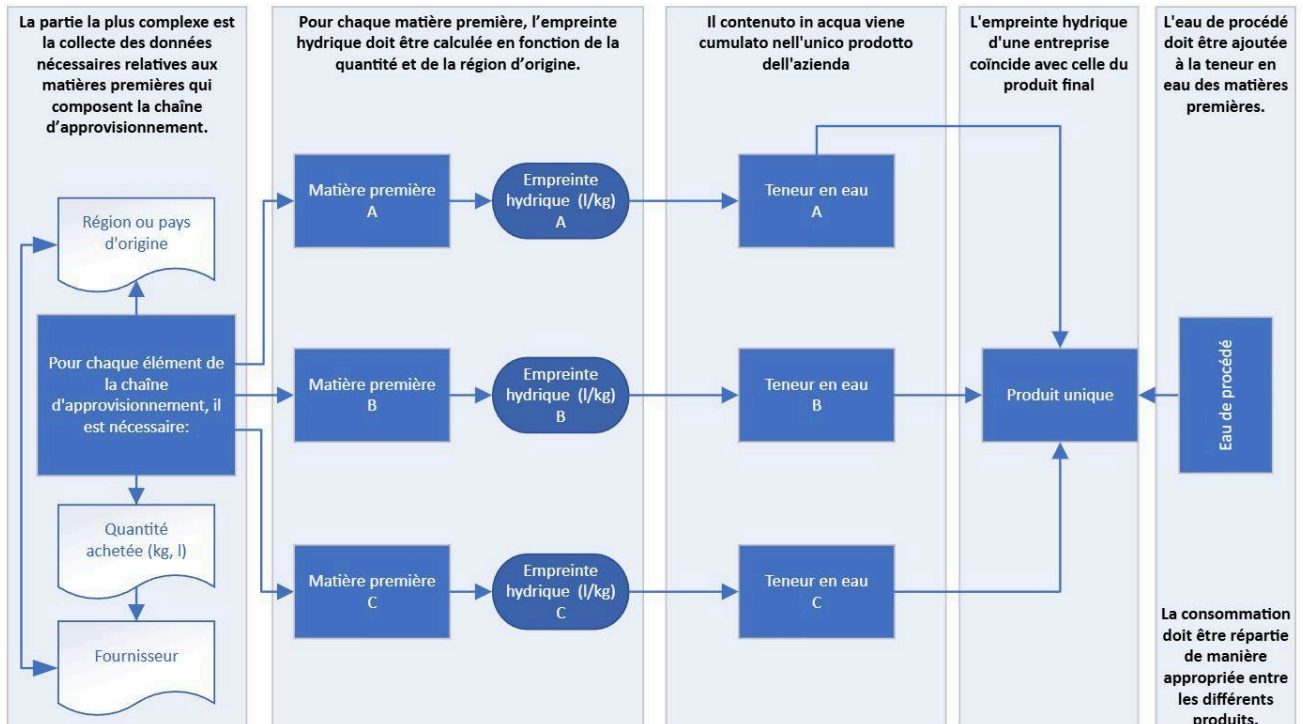 La partie la plus complexe est
la collecte des données
nécessaires relatives aux
matières premières qui
composent la chaîne
d’approvisionnement.
Région ou pays
d'origine
Pour chaque élément de
la chaîne
d'approvisionnement, il
est nécessaire:
Quantité
achetée (kg, l)
Fournisseur
Pour chaque matière première, l’empreinte
hydrique doit être calculée en fonction de la
quantité et de la région d’origine.
Matière première
A
Empreinte
hydrique (l/kg)
A
Matière première
B
Empreinte
hydrique (l/kg)
B
Matière première
C
Empreinte
hydrique (l/kg)
C
Il contenuto in acqua viene
cumulato nell'unico prodotto
dell'azienda
Teneur en eau
A
Teneur en eau
B
Teneur en eau
C
L'empreinte hydrique
d'une entreprise
coïncide avec celle du
produit final
Produit unique
L'eau de procédé
doit être ajoutée
à la teneur en
eau des matières
premières.
Eau de procédé
La consommation
doit être répartie
de manière
appropriée entre
les différents
produits.